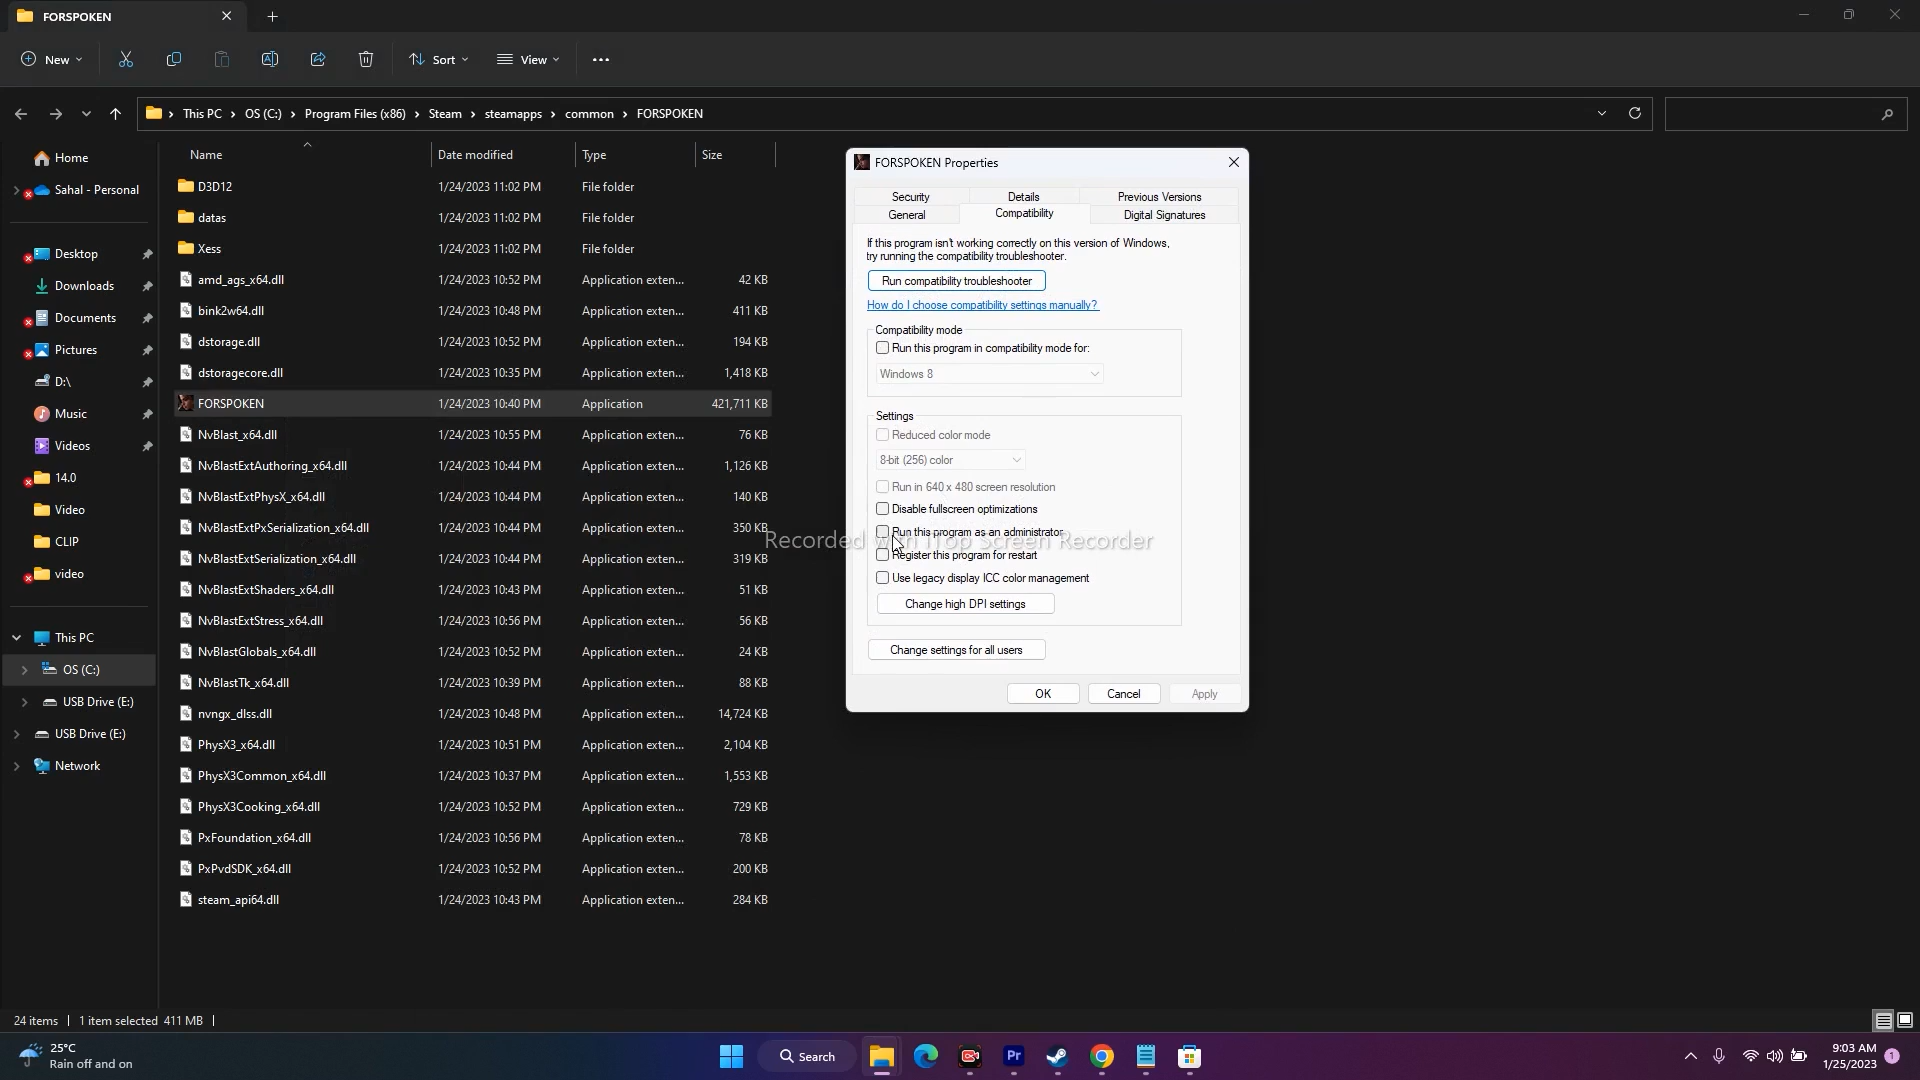 FORSPOKEN
New
Sort
View
This PC
OS (C:)
Program Files (x86)
Steam
steamapps
common
FORSPOKEN
Home
Sahal - Personal
Desktop
Downloads
Documents
Pictures
D:\
Music
Videos
14.0
Video
CLIP
video
This PC
OS (C:)
USB Drive (E:)
USB Drive (E:)
Network
Name Date modified Type Size
D3D12 1/24/2023 11:02 PM File folder
datas 1/24/2023 11:02 PM File folder
Xess 1/24/2023 11:02 PM File folder
amd_ags_x64.dll 1/24/2023 10:52 PM Application exten... 42 KB
bink2w64.dll 1/24/2023 10:48 PM Application exten... 411 KB
dstorage.dll 1/24/2023 10:52 PM Application exten... 194 KB
dstoragecore.dll 1/24/2023 10:35 PM Application exten... 1,418 KB
FORSPOKEN 1/24/2023 10:40 PM Application 421,711 KB
NvBlast_x64.dll 1/24/2023 10:55 PM Application exten... 76 KB
NvBlastExtAuthoring_x64.dll 1/24/2023 10:44 PM Application exten... 1,126 KB
NvBlastExtPhysX_x64.dll 1/24/2023 10:44 PM Application exten... 140 KB
NvBlastExtPxSerialization_x64.dll 1/24/2023 10:44 PM Application exten... 350 KB
NvBlastExtSerialization_x64.dll 1/24/2023 10:44 PM Application exten... 319 KB
NvBlastExtShaders_x64.dll 1/24/2023 10:43 PM Application exten... 51 KB
NvBlastExtStress_x64.dll 1/24/2023 10:56 PM Application exten... 56 KB
NvBlastGlobals_x64.dll 1/24/2023 10:52 PM Application exten... 24 KB
NvBlastTk_x64.dll 1/24/2023 10:39 PM Application exten... 88 KB
nvngx_dlss.dll 1/24/2023 10:48 PM Application exten... 14,724 KB
PhysX3_x64.dll 1/24/2023 10:51 PM Application exten... 2,104 KB
PhysX3Common_x64.dll 1/24/2023 10:37 PM Application exten... 1,553 KB
PhysX3Cooking_x64.dll 1/24/2023 10:52 PM Application exten... 729 KB
PxFoundation_x64.dll 1/24/2023 10:56 PM Application exten... 78 KB
PxPvdSDK_x64.dll 1/24/2023 10:52 PM Application exten... 200 KB
steam_api64.dll 1/24/2023 10:43 PM Application exten... 284 KB
FORSPOKEN Properties
Security Details Previous Versions
General Compatibility Digital Signatures
If this program isn't working correctly on this version of Windows,
try running the compatibility troubleshooter.
Run compatibility troubleshooter
How do I choose compatibility settings manually?
Compatibility mode
Run this program in compatibility mode for:
Windows 8
Settings
Reduced color mode
8-bit (256) color
Run in 640 x 480 screen resolution
Disable fullscreen optimizations
Run this program as an administrator
Recorded with iTop Screen Recorder
Register this program for restart
Use legacy display ICC color management
Change high DPI settings
Change settings for all users
OK Cancel Apply
24 items 1 item selected 411 MB
25°C
Rain off and on
Search
Pr
9:03 AM
1/25/2023
1